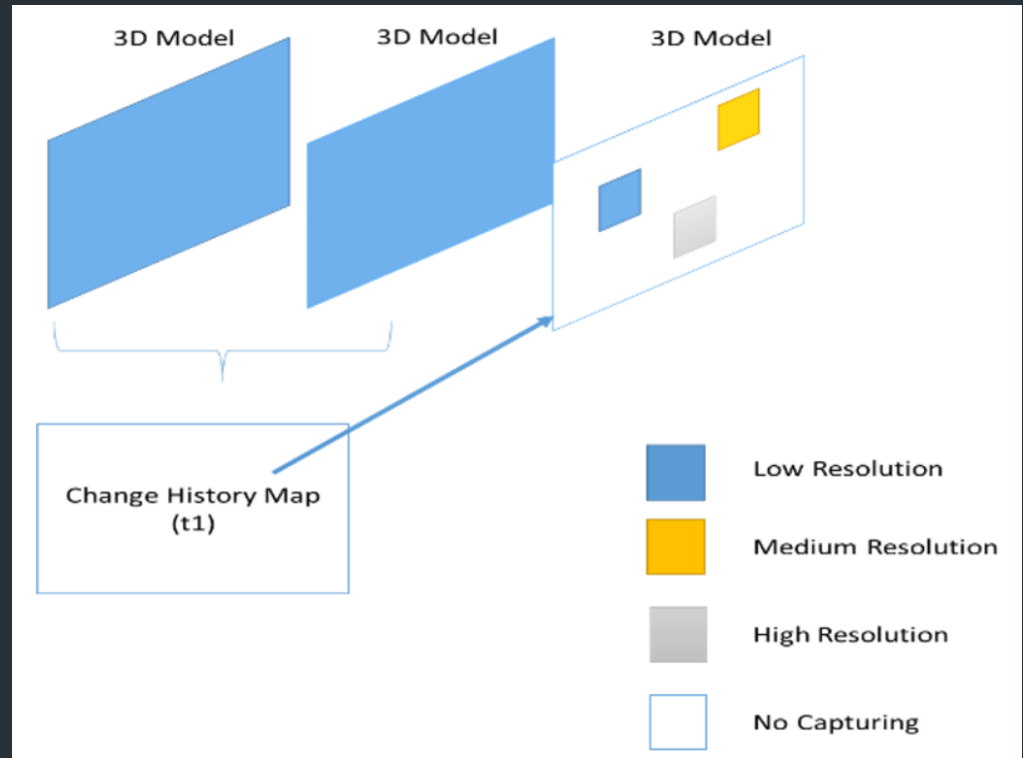 3D Model
3D Model
3D Model
Change History Map
(t1)
Low Resolution
Medium Resolution
High Resolution
No Capturing